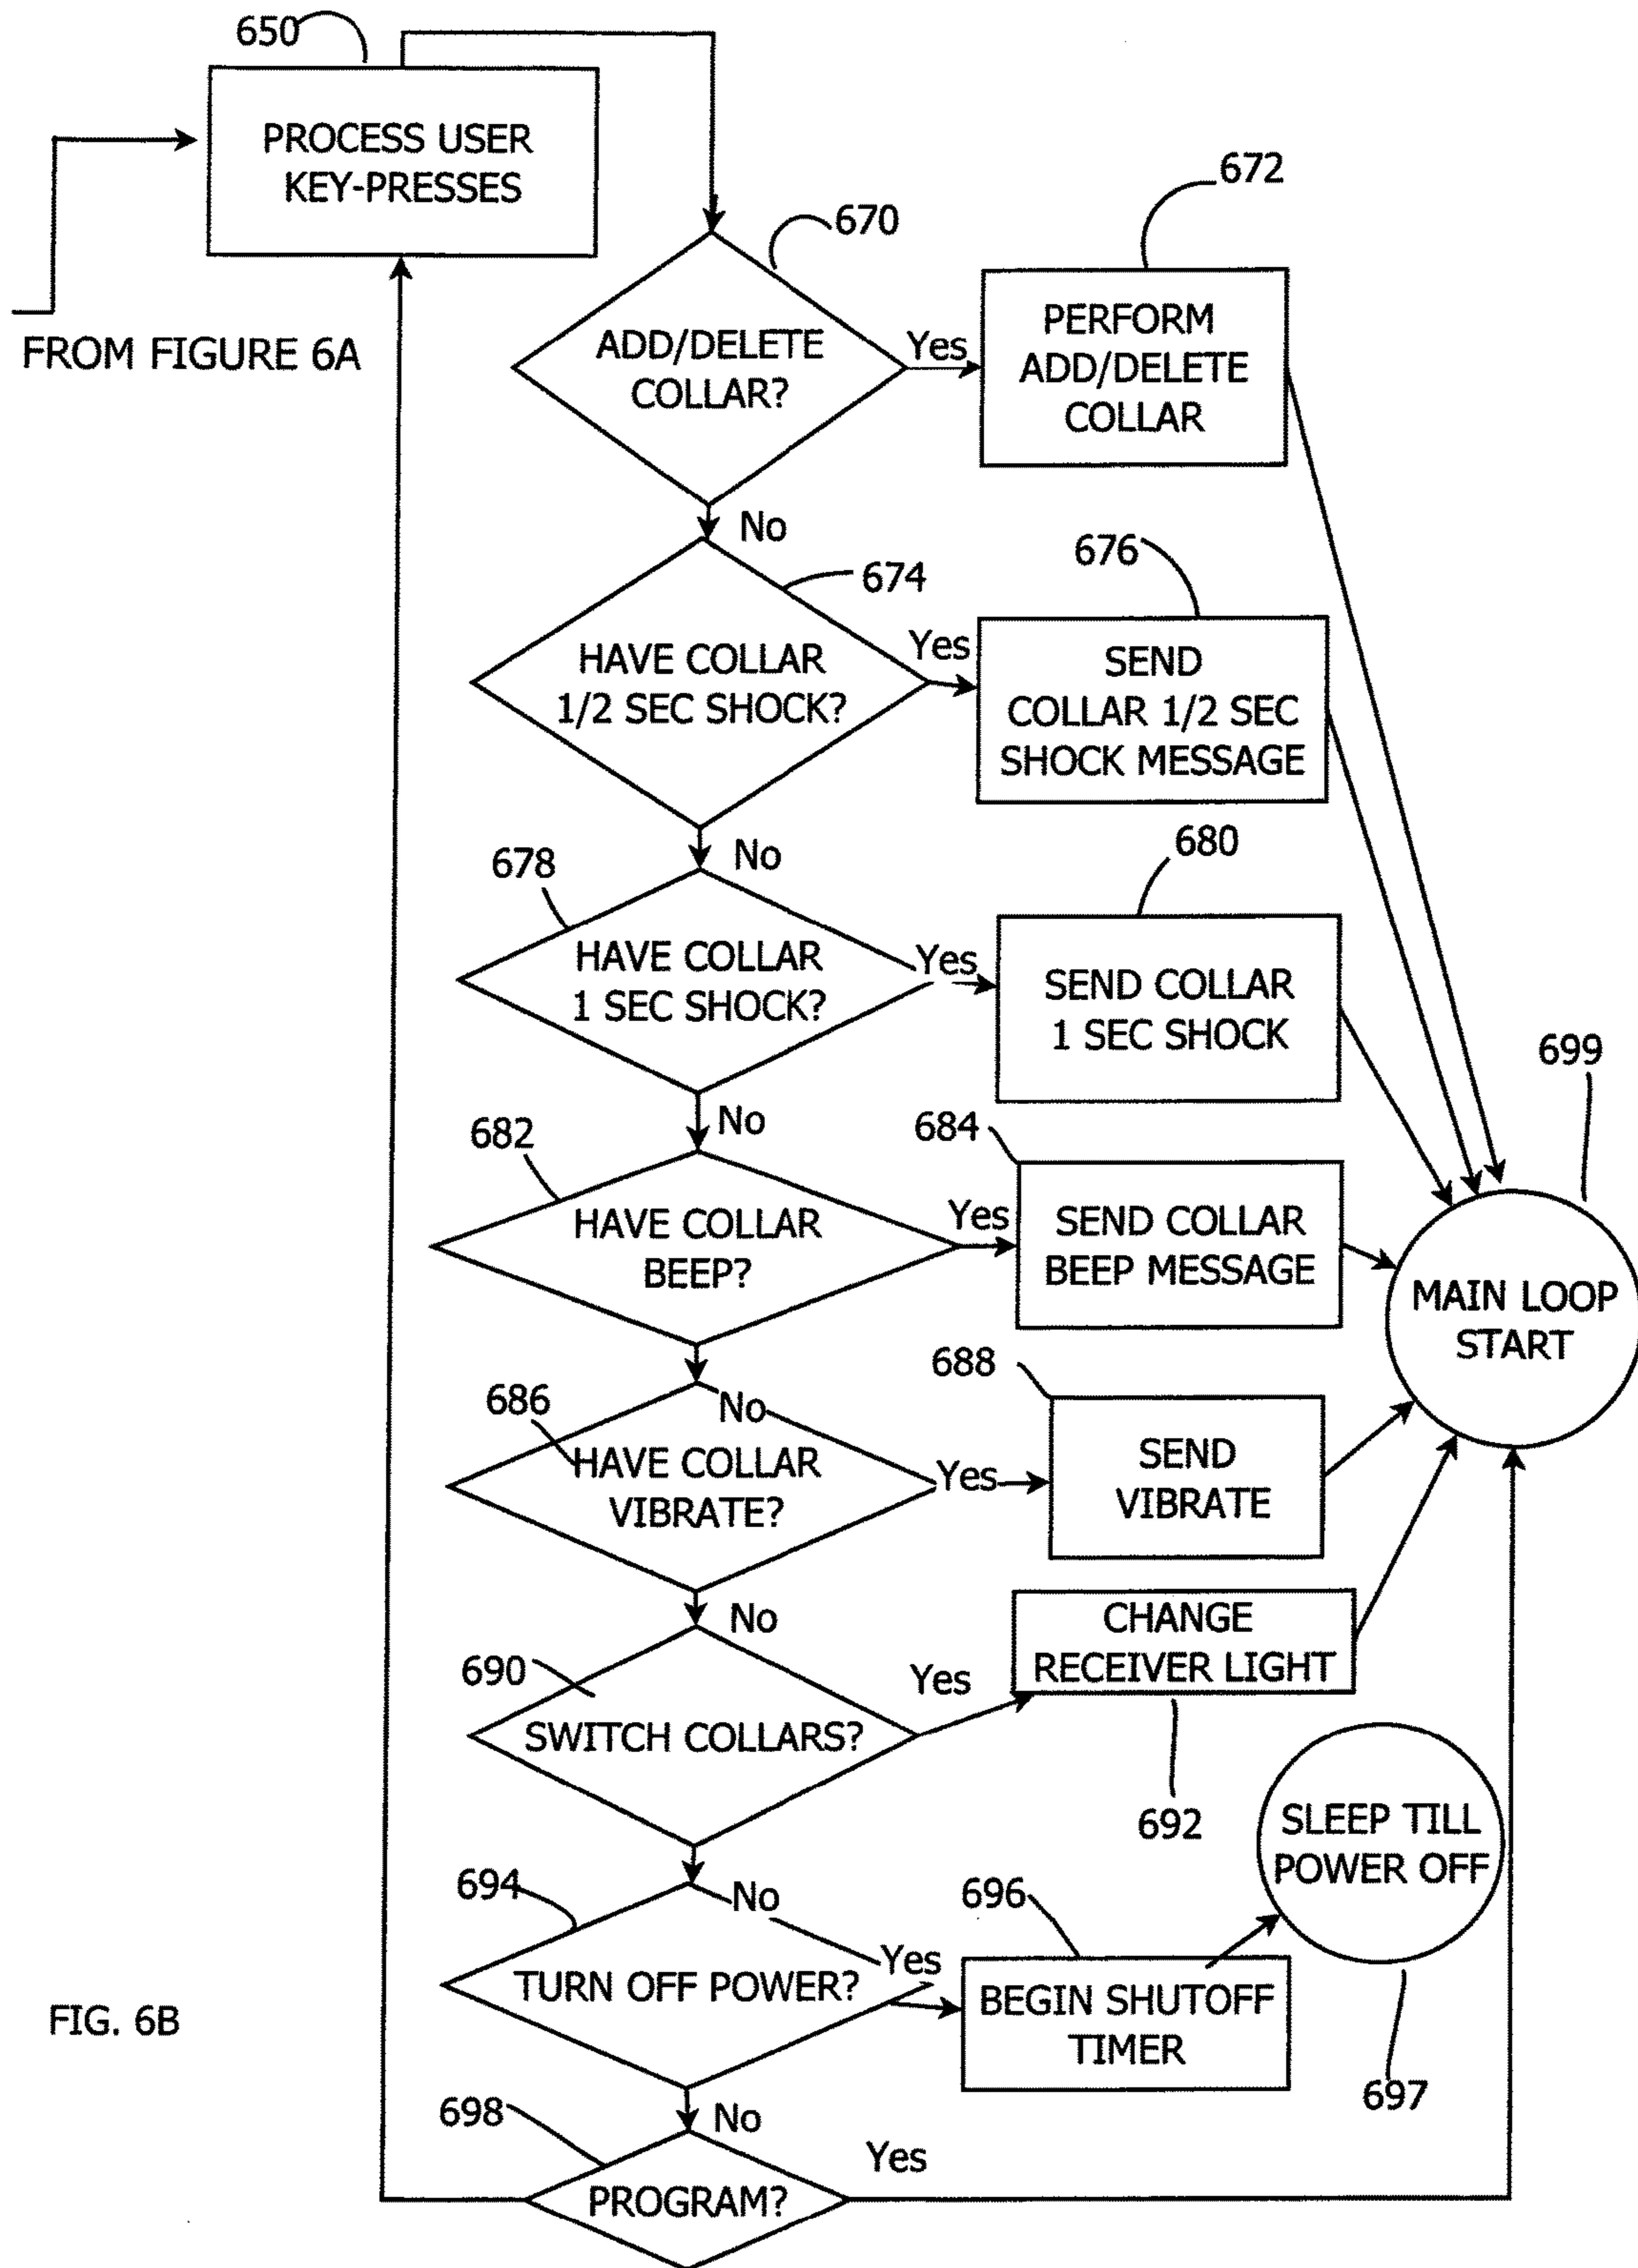 650
PROCESS USER
KEY-PRESSES
FROM FIGURE 6A
670
672
ADD/DELETE
COLLAR?
Yes
PERFORM
ADD/DELETE
COLLAR
No
674
676
HAVE COLLAR
1/2 SEC SHOCK?
Yes
SEND
COLLAR 1/2 SEC
SHOCK MESSAGE
No
678
680
HAVE COLLAR
1 SEC SHOCK?
Yes
SEND COLLAR
1 SEC SHOCK
699
No
682
684
HAVE COLLAR
BEEP?
Yes
SEND COLLAR
BEEP MESSAGE
MAIN LOOP
START
No
686
688
HAVE COLLAR
VIBRATE?
Yes
SEND
VIBRATE
No
690
SWITCH COLLARS?
Yes
CHANGE
RECEIVER LIGHT
692
SLEEP TILL
POWER OFF
No
694
696
TURN OFF POWER?
Yes
BEGIN SHUTOFF
TIMER
697
FIG. 6B
No
698
PROGRAM?
Yes